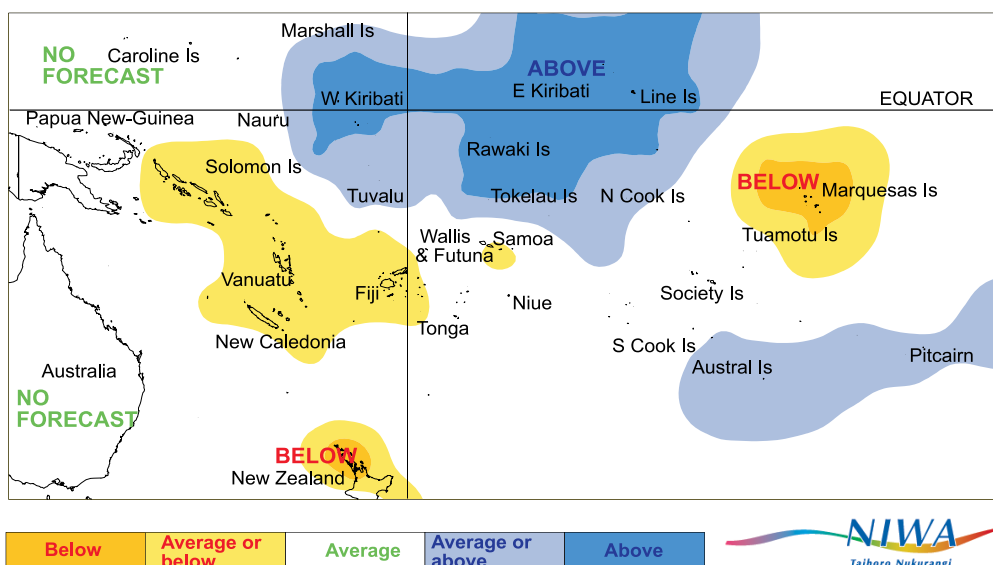 Marshall Is
NO
FORECAST
Caroline Is
ABOVE
E Kiribati
W Kiribati
Line Is
EQUATOR
Papua New-Guinea
Nauru
Rawaki Is
Solomon Is
BELOW
Marquesas Is
Tuvalu
Tokelau Is
N Cook Is
Tuamotu Is
Wallis
& Futuna
Samoa
Vanuatu
Fiji
Society Is
Niue
Tonga
New Caledonia
S Cook Is
Pitcairn
Austral Is
Australia
NO
FORECAST
BELOW
New Zealand
Below
Average or
below
Average
Average or
above
Above
NIWA
Taihoro Nukurangi